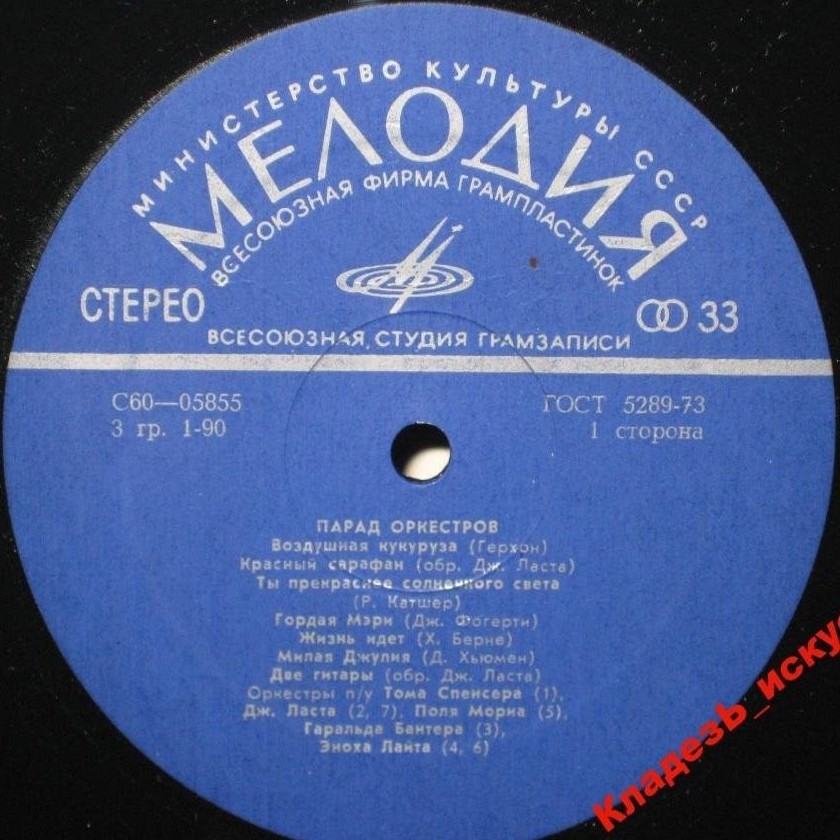 МИНИСТЕРСТВО КУЛЬТУРЫ СССР
МЕЛОДИЯ
ВСЕСОЮЗНАЯ ФИРМА ГРАМПЛАСТИНОК
СТЕРЕО
33
ВСЕСОЮЗНАЯ СТУДИЯ ГРАМЗАПИСИ
С60—05855
ГОСТ 5289-73
3 гр. 1-90
1 сторона
ПАРАД ОРКЕСТРОВ
Воздушная кукуруза (Герхон)
Красный сарафан (обр. Дж. Ласта)
Ты прекраснее солнечного света
(Р. Катшер)
Гордая Мэри (Дж. Фогерти)
Жизнь идет (Х. Берне)
Милая Джулия (Д. Хьюмен)
Две гитары (обр. Дж. Ласта)
Оркестры п/у Тома Спенсера (1),
Дж. Ласта (2, 7), Поля Мориа (5),
Гаральда Бантера (3),
Эноха Лайта (4, 6)